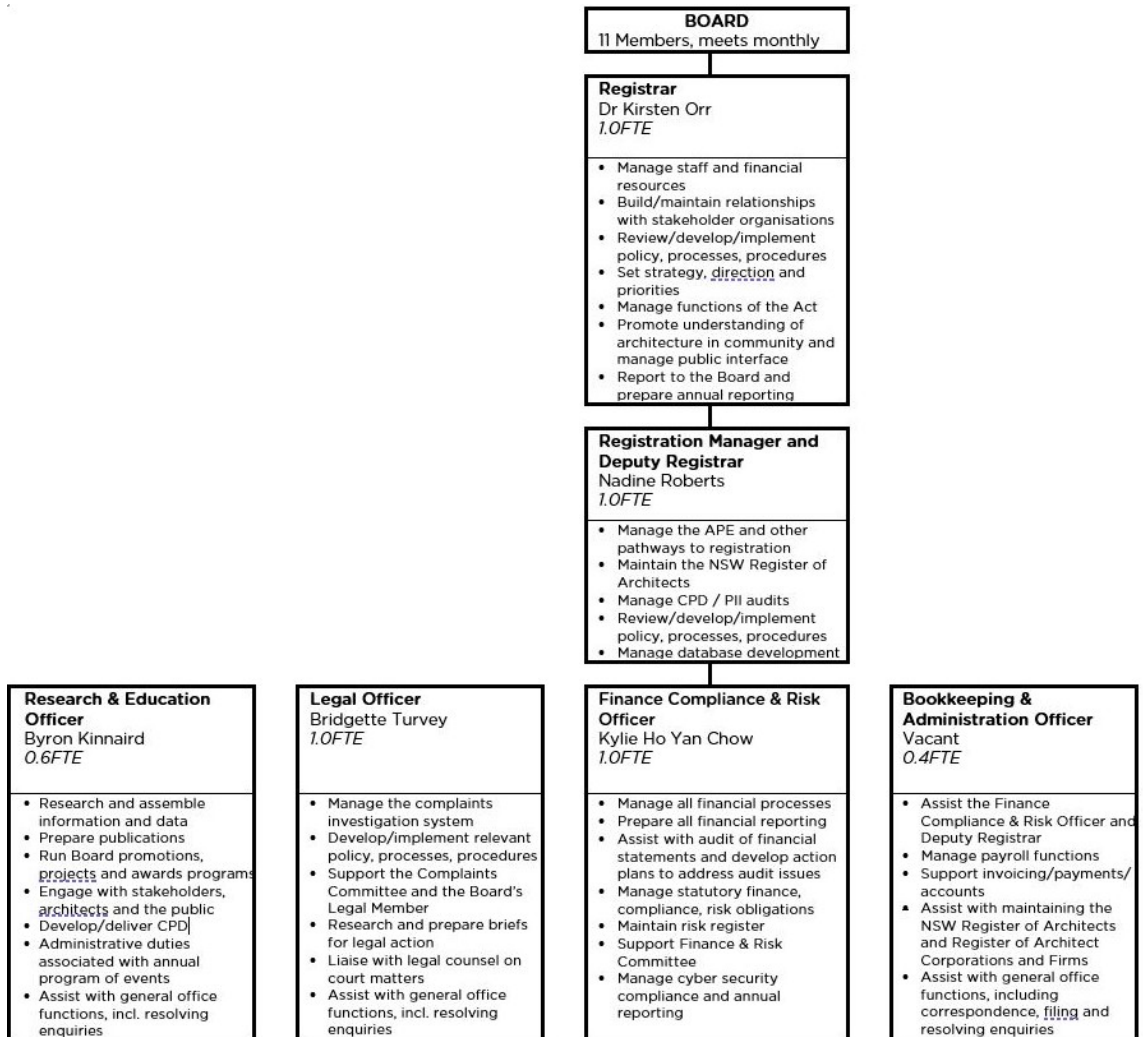 BOARD
11 Members, meets monthly
Registrar
Dr Kirsten Orr
1.0FTE
• Manage staff and financial
resources
• Build/maintain relationships
with stakeholder organisations
• Review/develop/implement
policy, processes, procedures
• Set strategy, direction and
priorities
• Manage functions of the Act
• Promote understanding of
architecture in community and
manage public interface
• Report to the Board and
prepare annual reporting
Registration Manager and
Deputy Registrar
Nadine Roberts
1.0FTE
• Manage the APE and other
pathways to registration
• Maintain the NSW Register of
Architects
• Manage CPD / PII audits
• Review/develop/implement
policy, processes, procedures
• Manage database development
Research & Education
Officer
Byron Kinnaird
0.6FTE
• Research and assemble
information and data
• Prepare publications
• Run Board promotions,
projects and awards programs
• Engage with stakeholders,
architects and the public
• Develop/deliver CPD
• Administrative duties
associated with annual
program of events
• Assist with general office
functions, incl. resolving
enquiries
Legal Officer
Bridgette Turvey
1.0FTE
• Manage the complaints
investigation system
• Develop/implement relevant
policy, processes, procedures
• Support the Complaints
Committee and the Board's
Legal Member
• Research and prepare briefs
for legal action
• Liaise with legal counsel on
court matters
• Assist with general office
functions, incl. resolving
enquiries
Finance Compliance & Risk
Officer
Kylie Ho Yan Chow
1.0FTE
• Manage all financial processes
• Prepare all financial reporting
• Assist with audit of financial
statements and develop action
plans to address audit issues
• Manage statutory finance,
compliance, risk obligations
• Maintain risk register
• Support Finance & Risk
Committee
• Manage cyber security
compliance and annual
reporting
Bookkeeping &
Administration Officer
Vacant
0.4FTE
• Assist the Finance
Compliance & Risk Officer and
Deputy Registrar
• Manage payroll functions
• Support invoicing/payments/
accounts
• Assist with maintaining the
NSW Register of Architects
and Register of Architect
Corporations and Firms
• Assist with general office
functions, including
correspondence, filing and
resolving enquiries